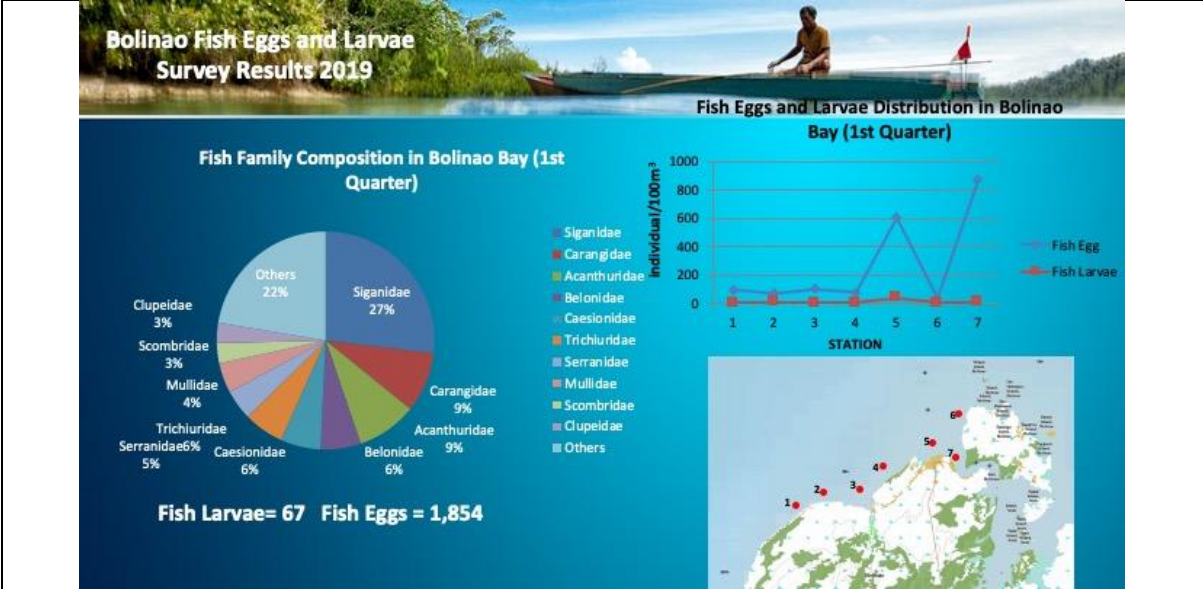 Bolinao Fish Eggs and Larvae
Survey Results 2019
Fish Family Composition in Bolinao Bay (1st
Quarter)
Others
22%
Siganidae
27%
Clupeidae
3%
Scombridae
3%
Mullidae
4%
Trichiuridae
Serranidae6%
5%
Caesionidae
6%
Belonidae
6%
Acanthuridae
9%
Carangidae
9%
Siganidae
Carangidae
Acanthuridae
Belonidae
Caesionidae
Trichiuridae
Serranidae
Mullidae
Scombridae
Clupeidae
Others
Fish Larvae= 67 Fish Eggs = 1,854
Fish Eggs and Larvae Distribution in Bolinao
Bay (1st Quarter)
individual/100m³
1000
800
600
400
200
0
1 2 3 4 5 6 7
STATION
Fish Egg
Fish Larvae
6
5
7
4
3
2
1